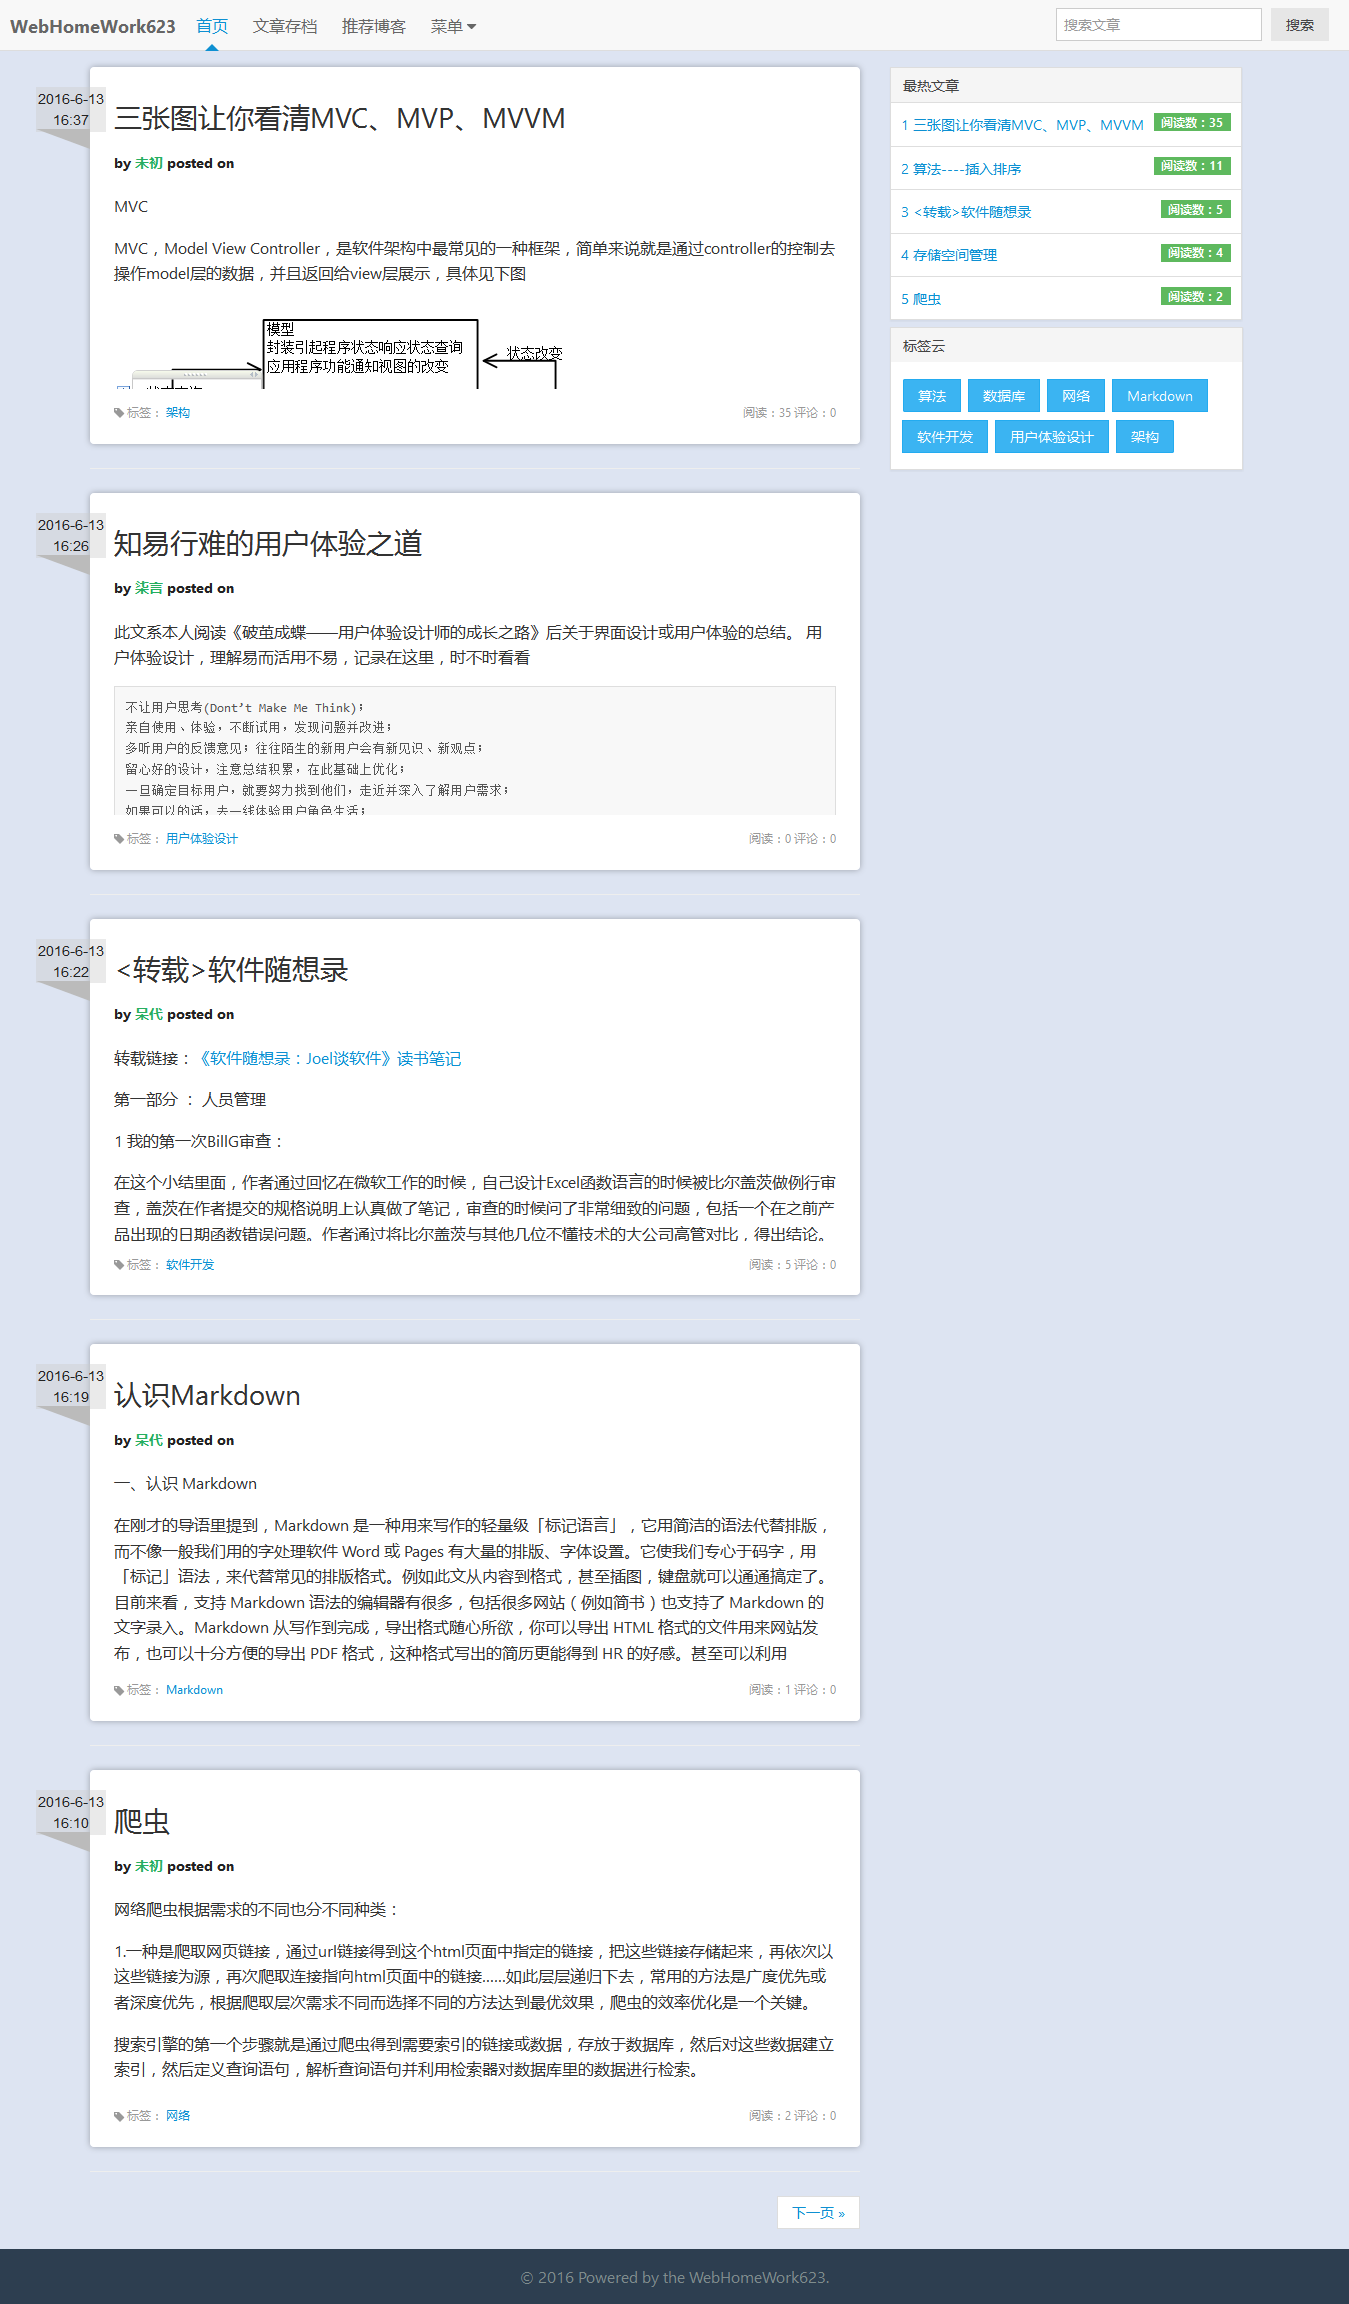 WebHomeWork623 首页 文章存档 推荐博客 菜单 搜索文章 搜索
2016-6-13
16:37
三张图让你看清MVC、MVP、MVVM
by 未初 posted on
MVC
MVC，Model View Controller，是软件架构中最常见的一种框架，简单来说就是通过controller的控制去
操作model层的数据，并且返回给view层展示，具体见下图
模型
封装引起程序状态响应状态查询
应用程序功能通知视图的改变
状态改变
标签： 架构 阅读：35 评论：0
2016-6-13
16:26
知易行难的用户体验之道
by 柒言 posted on
此文系本人阅读《破茧成蝶——用户体验设计师的成长之路》后关于界面设计或用户体验的总结。 用
户体验设计，理解易而活用不易，记录在这里，时不时看看
不让用户思考(Dont’t Make Me Think)；
亲自使用、体验，不断试用，发现问题并改进；
多听用户的反馈意见；往往陌生的新用户会有新见识、新观点；
留心好的设计，注意总结积累，在此基础上优化；
一旦确定目标用户，就要努力找到他们，走近并深入了解用户需求；
如果可以的话，去一线体验用户角色生活；
标签： 用户体验设计 阅读：0 评论：0
2016-6-13
16:22
<转载>软件随想录
by 呆代 posted on
转载链接：《软件随想录：Joel谈软件》读书笔记
第一部分 ： 人员管理
1 我的第一次BillG审查：
在这个小结里面，作者通过回忆在微软工作的时候，自己设计Excel函数语言的时候被比尔盖茨做例行审
查，盖茨在作者提交的规格说明上认真做了笔记，审查的时候问了非常细致的问题，包括一个在之前产
品出现的日期函数错误问题。作者通过将比尔盖茨与其他几位不懂技术的大公司高管对比，得出结论。
标签： 软件开发 阅读：5 评论：0
2016-6-13
16:19
认识Markdown
by 呆代 posted on
一、认识 Markdown
在刚才的导语里提到，Markdown 是一种用来写作的轻量级「标记语言」，它用简洁的语法代替排版，
而不像一般我们用的字处理软件 Word 或 Pages 有大量的排版、字体设置。它使我们专心于码字，用
「标记」语法，来代替常见的排版格式。例如此文从内容到格式，甚至插图，键盘就可以通通搞定了。
目前来看，支持 Markdown 语法的编辑器有很多，包括很多网站（例如简书）也支持了 Markdown 的
文字录入。Markdown 从写作到完成，导出格式随心所欲，你可以导出 HTML 格式的文件用来网站发
布，也可以十分方便的导出 PDF 格式，这种格式写出的简历更能得到 HR 的好感。甚至可以利用
标签： Markdown 阅读：1 评论：0
2016-6-13
16:10
爬虫
by 未初 posted on
网络爬虫根据需求的不同也分不同种类：
1.一种是爬取网页链接，通过url链接得到这个html页面中指定的链接，把这些链接存储起来，再依次以
这些链接为源，再次爬取连接指向html页面中的链接......如此层层递归下去，常用的方法是广度优先或
者深度优先，根据爬取层次需求不同而选择不同的方法达到最优效果，爬虫的效率优化是一个关键。
搜索引擎的第一个步骤就是通过爬虫得到需要索引的链接或数据，存放于数据库，然后对这些数据建立
索引，然后定义查询语句，解析查询语句并利用检索器对数据库里的数据进行检索。
标签： 网络 阅读：2 评论：0
下一页 »
最热文章
1 三张图让你看清MVC、MVP、MVVM 阅读数：35
2 算法----插入排序 阅读数：11
3 <转载>软件随想录 阅读数：5
4 存储空间管理 阅读数：4
5 爬虫 阅读数：2
标签云
算法 数据库 网络 Markdown
软件开发 用户体验设计 架构
© 2016 Powered by the WebHomeWork623.